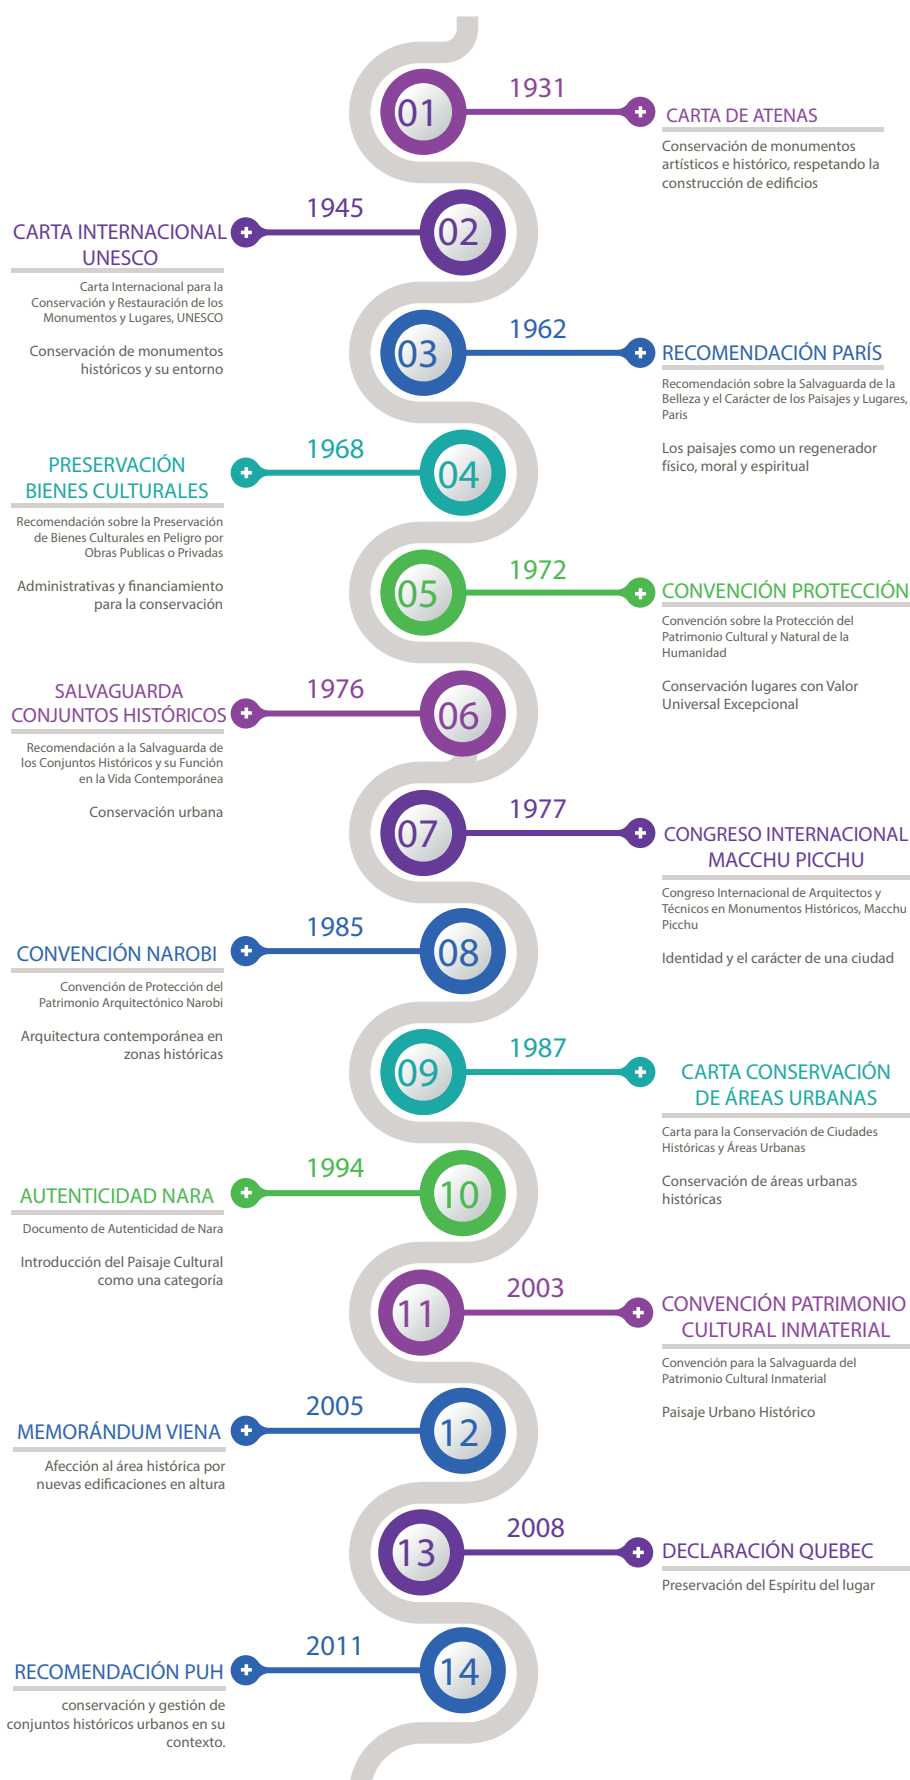 01
1931
CARTA DE ATENAS
Conservación de monumentos
artísticos e histórico, respetando la
construcción de edificios
02
1945
CARTA INTERNACIONAL
UNESCO
Carta Internacional para la
Conservación y Restauración de los
Monumentos y Lugares, UNESCO
Conservación de monumentos
históricos y su entorno
03
1962
RECOMENDACIÓN PARÍS
Recomendación sobre la Salvaguarda de la
Belleza y el Carácter de los Paisajes y Lugares,
Paris
Los paisajes como un regenerador
físico, moral y espiritual
04
1968
PRESERVACIÓN
BIENES CULTURALES
Recomendación sobre la Preservación
de Bienes Culturales en Peligro por
Obras Publicas o Privadas
Administrativas y financiamiento
para la conservación
05
1972
CONVENCIÓN PROTECCIÓN
Convención sobre la Protección del
Patrimonio Cultural y Natural de la
Humanidad
Conservación lugares con Valor
Universal Excepcional
06
1976
SALVAGUARDA
CONJUNTOS HISTÓRICOS
Recomendación a la Salvaguarda de
los Conjuntos Históricos y su Función
en la Vida Contemporánea
Conservación urbana
07
1977
CONGRESO INTERNACIONAL
MACCHU PICCHU
Congreso Internacional de Arquitectos y
Técnicos en Monumentos Históricos, Macchu
Picchu
Identidad y el carácter de una ciudad
08
1985
CONVENCIÓN NAROBI
Convención de Protección del
Patrimonio Arquitectónico Narobi
Arquitectura contemporánea en
zonas históricas
09
1987
CARTA CONSERVACIÓN
DE ÁREAS URBANAS
Carta para la Conservación de Ciudades
Históricas y Áreas Urbanas
Conservación de áreas urbanas
históricas
10
1994
AUTENTICIDAD NARA
Documento de Autenticidad de Nara
Introducción del Paisaje Cultural
como una categoría
11
2003
CONVENCIÓN PATRIMONIO
CULTURAL INMATERIAL
Convención para la Salvaguarda del
Patrimonio Cultural Inmaterial
Paisaje Urbano Histórico
12
2005
MEMORÁNDUM VIENA
Afección al área histórica por
nuevas edificaciones en altura
13
2008
DECLARACIÓN QUEBEC
Preservación del Espíritu del lugar
14
2011
RECOMENDACIÓN PUH
conservación y gestión de
conjuntos históricos urbanos en su
contexto.